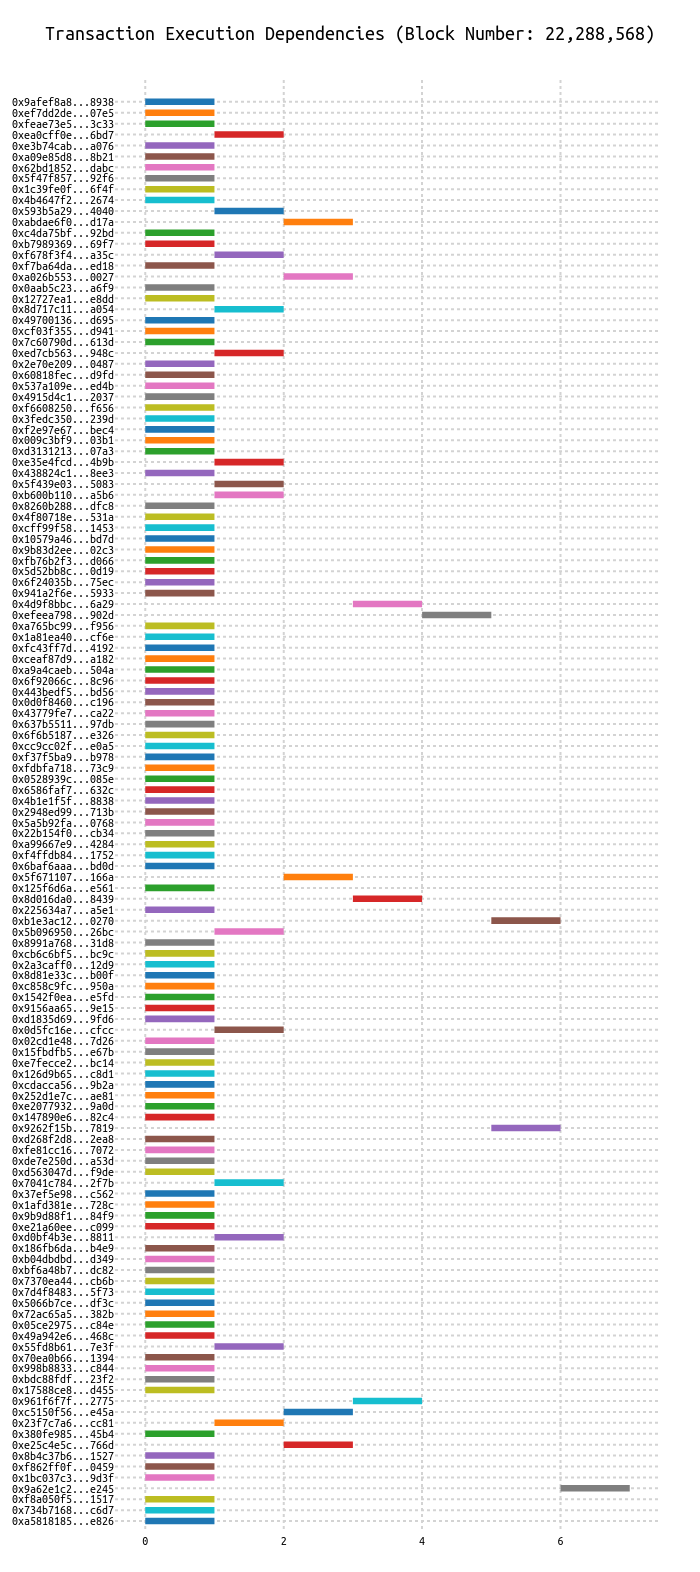 Transaction Execution Dependencies (Block Number: 22,288,568)
0x9afef8a8...8938
0xef7dd2de...07e5
0xfeae73e5...3c33
0xea0cff0e...6bd7
0xe3b74cab...a076
0xa09e85d8...8b21
0x62bd1852...dabc
0x5f47f857...92f6
0x1c39fe0f...6f4f
0x4b4647f2...2674
0x593b5a29...4040
0xabdae6f0...d17a
0xc4da75bf...92bd
0xb7989369...69f7
0xf678f3f4...a35c
0xf7ba64da...ed18
0xa026b553...0027
0x0aab5c23...a6f9
0x12727ea1...e8dd
0x8d717c11...a054
0x49700136...d695
0xcf03f355...d941
0x7c60790d...613d
0xed7cb563...948c
0x2e70e209...0487
0x60818fec...d9fd
0x537a109e...ed4b
0x4915d4c1...2037
0xf6608250...f656
0x3fedc350...239d
0xf2e97e67...bec4
0x009c3bf9...03b1
0xd3131213...07a3
0xe35e4fcd...4b9b
0x438824c1...8ee3
0x5f439e03...5083
0xb600b110...a5b6
0x8260b288...dfc8
0x4f80718e...531a
0xcff99f58...1453
0x10579a46...bd7d
0x9b83d2ee...02c3
0xfb76b2f3...d066
0x5d52bb8c...0d19
0x6f24035b...75ec
0x941a2f6e...5933
0x4d9f8bbc...6a29
0xefeea798...902d
0xa765bc99...f956
0x1a81ea40...cf6e
0xfc43ff7d...4192
0xceaf87d9...a182
0xa9a4caeb...504a
0x6f92066c...8c96
0x443bedf5...bd56
0x0d0f8460...c196
0x43779fe7...ca22
0x637b5511...97db
0x6f6b5187...e326
0xcc9cc02f...e0a5
0xf37f5ba9...b978
0xfdbfa718...73c9
0x0528939c...085e
0x6586faf7...632c
0x4b1e1f5f...8838
0x2948ed99...713b
0x5a5b92fa...0768
0x22b154f0...cb34
0xa99667e9...4284
0xf4ffdb84...1752
0x6baf6aaa...bd0d
0x5f671107...166a
0x125f6d6a...e561
0x8d016da0...8439
0x225634a7...a5e1
0xb1e3ac12...0270
0x5b096950...26bc
0x8991a768...31d8
0xcb6c6bf5...bc9c
0x2a3caff0...12d9
0x8d81e33c...b00f
0xc858c9fc...950a
0x1542f0ea...e5fd
0x9156aa65...9e15
0xd1835d69...9fd6
0x0d5fc16e...cfcc
0x02cd1e48...7d26
0x15fbdfb5...e67b
0xe7fecce2...bc14
0x126d9b65...c8d1
0xcdacca56...9b2a
0x252d1e7c...ae81
0xe2077932...9a0d
0x147890e6...82c4
0x9262f15b...7819
0xd268f2d8...2ea8
0xfe81cc16...7072
0xde7e250d...a53d
0xd563047d...f9de
0x7041c784...2f7b
0x37ef5e98...c562
0x1afd381e...728c
0x9b9d88f1...84f9
0xe21a60ee...c099
0xd0bf4b3e...8811
0x186fb6da...b4e9
0xb04dbdbd...d349
0xbf6a48b7...dc82
0x7370ea44...cb6b
0x7d4f8483...5f73
0x5066b7ce...df3c
0x72ac65a5...382b
0x05ce2975...c84e
0x49a942e6...468c
0x55fd8b61...7e3f
0x70ea0b66...1394
0x998b8833...c844
0xbdc88fdf...23f2
0x17588ce8...d455
0x961f6f7f...2775
0xc5150f56...e45a
0x23f7c7a6...cc81
0x380fe985...45b4
0xe25c4e5c...766d
0x8b4c37b6...1527
0xf862ff0f...0459
0x1bc037c3...9d3f
0x9a62e1c2...e245
0xf8a050f5...1517
0x734b7168...c6d7
0xa5818185...e826
0 2 4 6